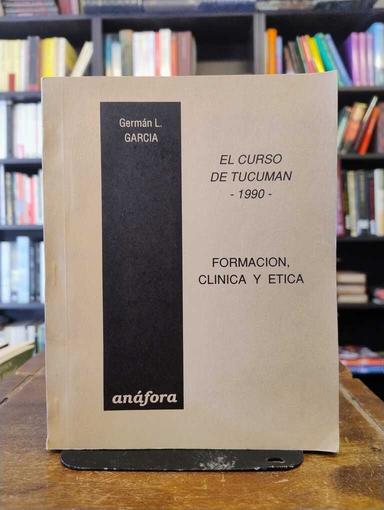 Germán L.
GARCIA
EL CURSO
DE TUCUMAN
- 1990 -
FORMACION,
CLINICA Y ETICA
anáfora